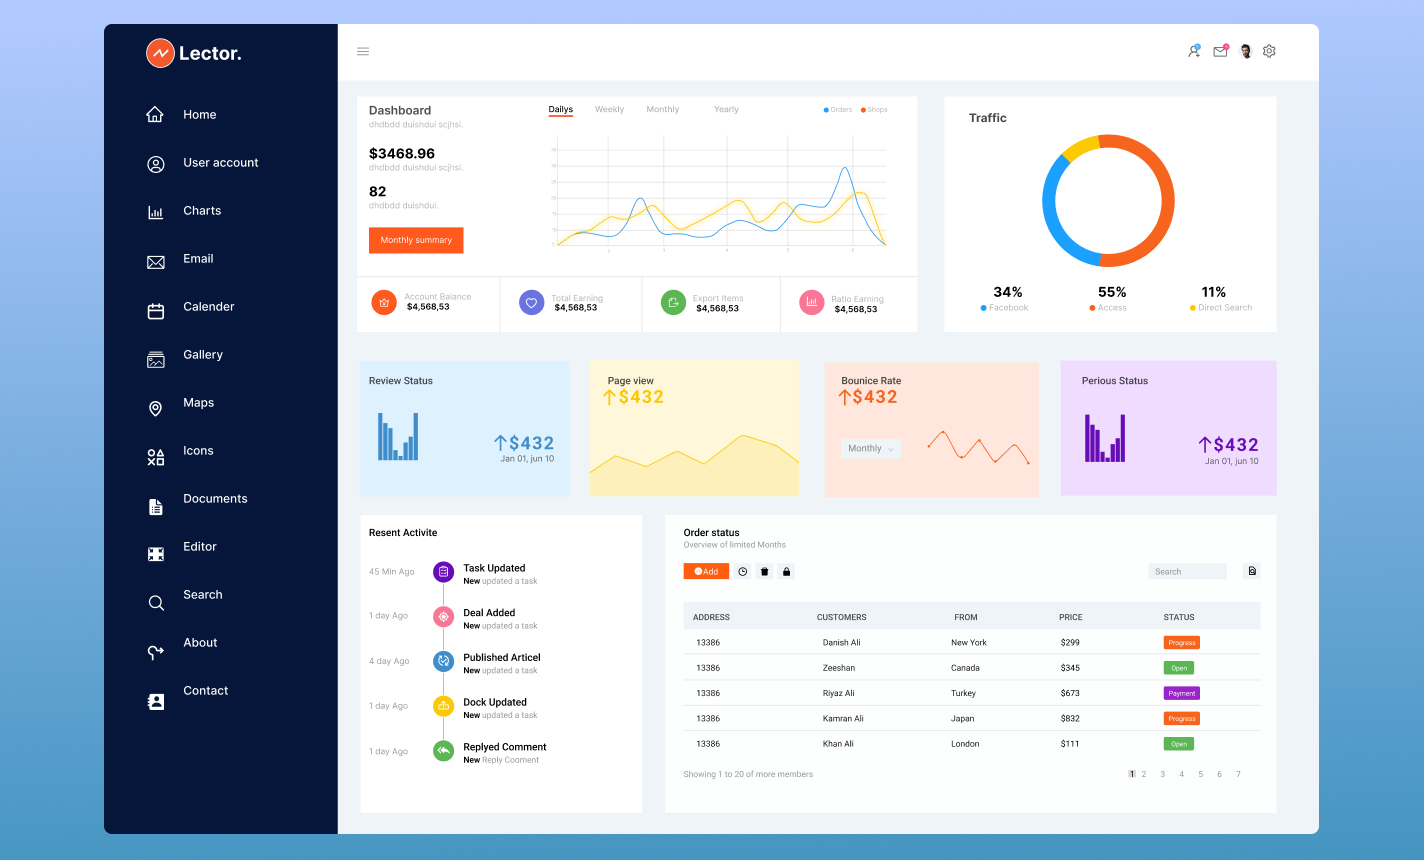 Lector.
Home
User account
Charts
Email
Calender
Gallery
Maps
Icons
Documents
Editor
Search
About
Contact
Dashboard
dhdbdd duishdui scjhsi.
$3468.96
dhdbdd duishdui scjhsi.
82
dhdbdd duishdui.
Monthly summary
Dailys Weekly Monthly Yearly
Orders Shops
Account Balance
$4,568,53
Total Earning
$4,568,53
Export Items
$4,568,53
Ratio Earning
$4,568,53
Traffic
34% 55% 11%
Facebook Access Direct Search
Review Status
↑$432
Jan 01, jun 10
Page view
↑$432
Bounice Rate
↑$432
Monthly
Perious Status
↑$432
Jan 01, jun 10
Resent Activite
45 Min Ago Task Updated
New updated a task
1 day Ago Deal Added
New updated a task
4 day Ago Published Articel
New updated a task
1 day Ago Dock Updated
New updated a task
1 day Ago Replyed Comment
New Reply Cooment
Order status
Overview of limited Months
Add Search
ADDRESS CUSTOMERS FROM PRICE STATUS
13386 Danish Ali New York $299 Progress
13386 Zeeshan Canada $345 Open
13386 Riyaz Ali Turkey $673 Payment
13386 Kamran Ali Japan $832 Progress
13386 Khan Ali London $111 Open
Showing 1 to 20 of more members 1 2 3 4 5 6 7